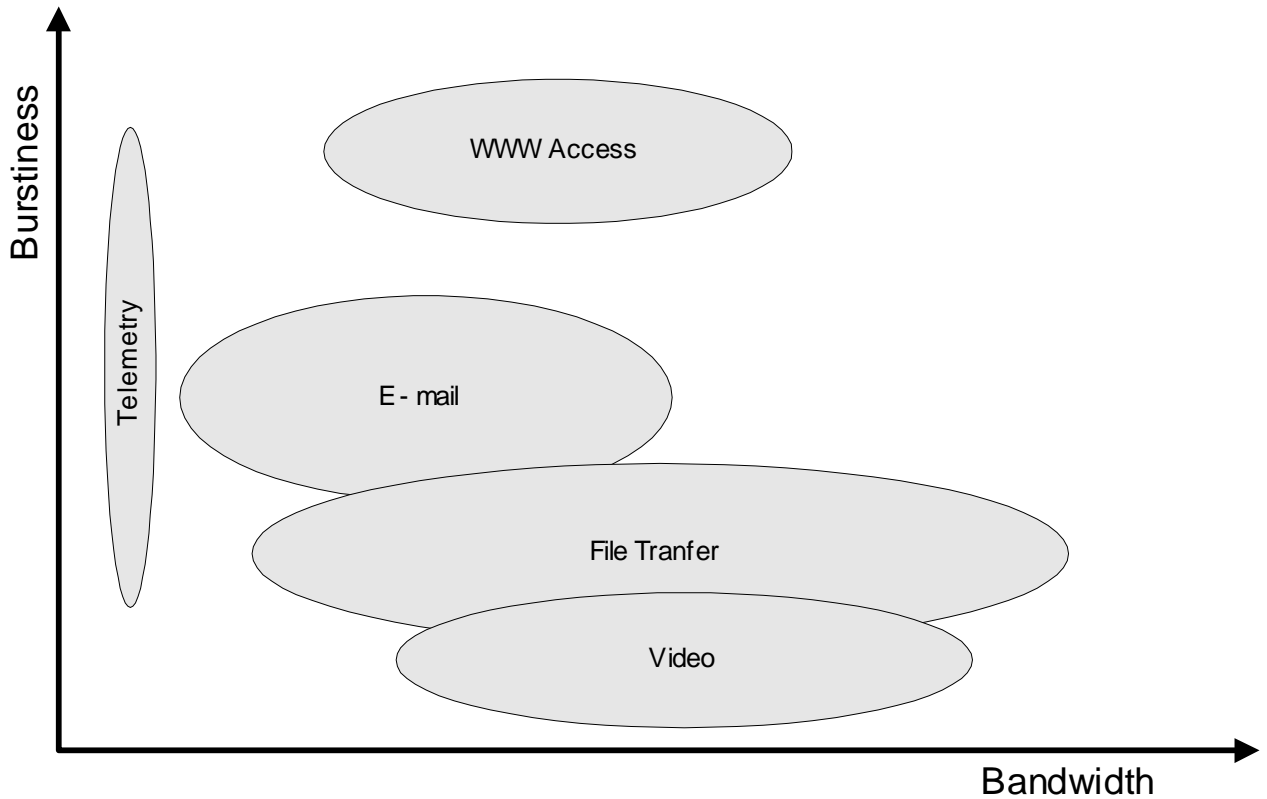 Burstiness
WWW Access
Telemetry
E - mail
File Tranfer
Video
Bandwidth